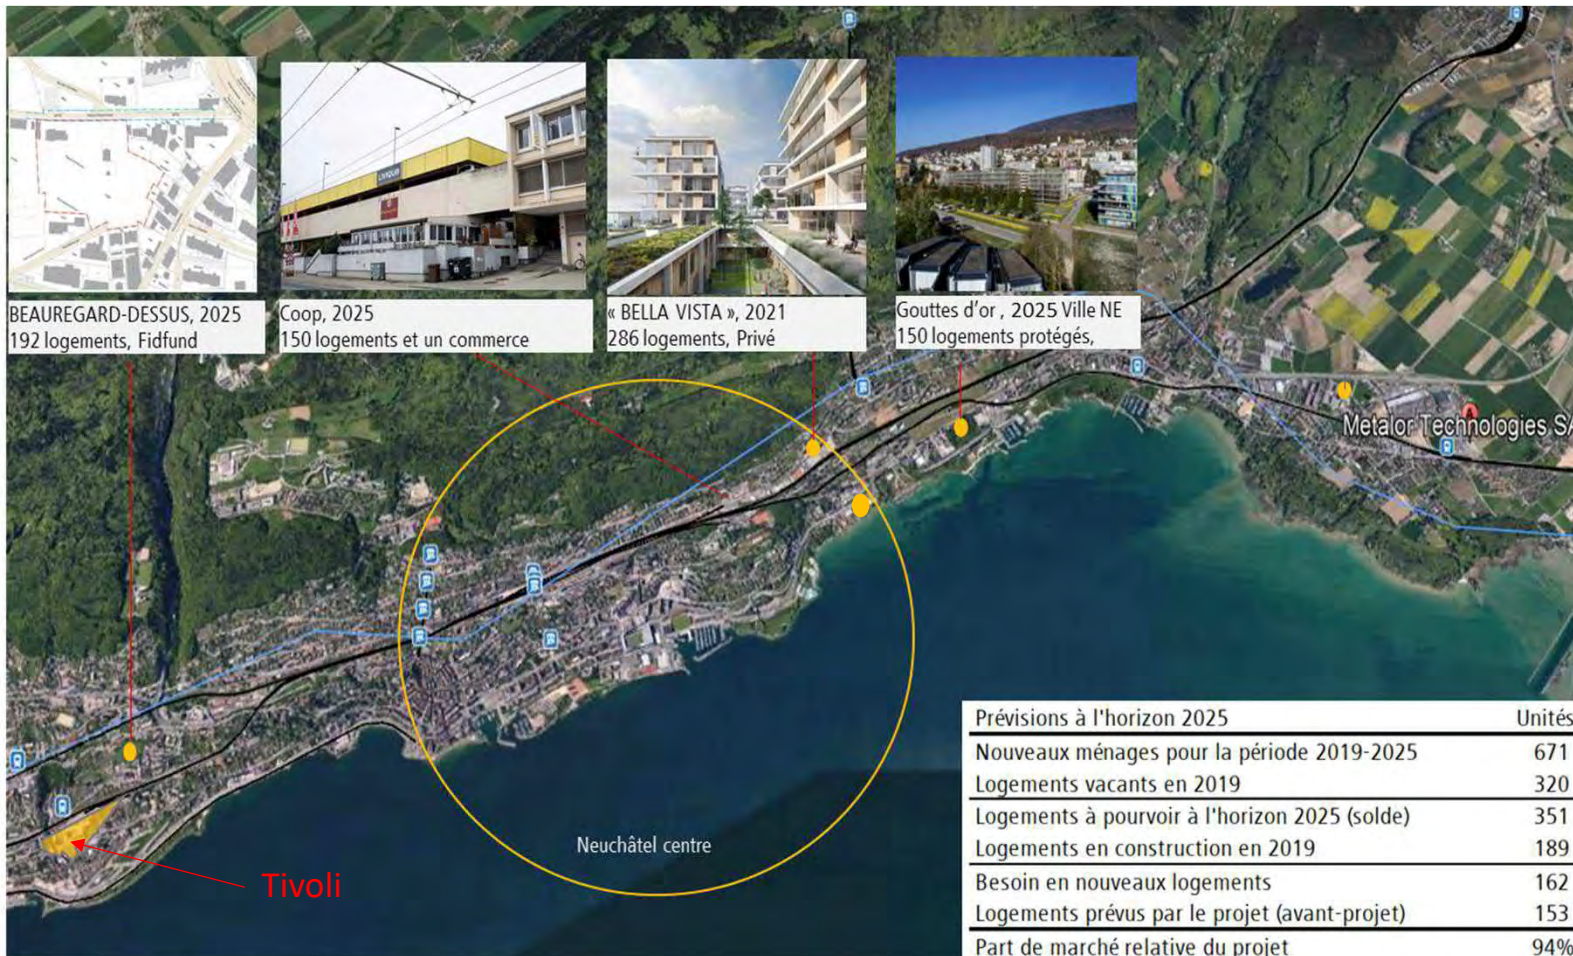 LIVIQUE
BEAUREGARD-DESSUS, 2025
192 logements, Fidfund
Coop, 2025
150 logements et un commerce
« BELLA VISTA », 2021
286 logements, Privé
Gouttes d'or , 2025 Ville NE
150 logements protégés,
Metalor Technologies SA
Neuchâtel centre
Tivoli
Prévisions à l'horizon 2025 Unités
Nouveaux ménages pour la période 2019-2025 671
Logements vacants en 2019 320
Logements à pourvoir à l'horizon 2025 (solde) 351
Logements en construction en 2019 189
Besoin en nouveaux logements 162
Logements prévus par le projet (avant-projet) 153
Part de marché relative du projet 94%